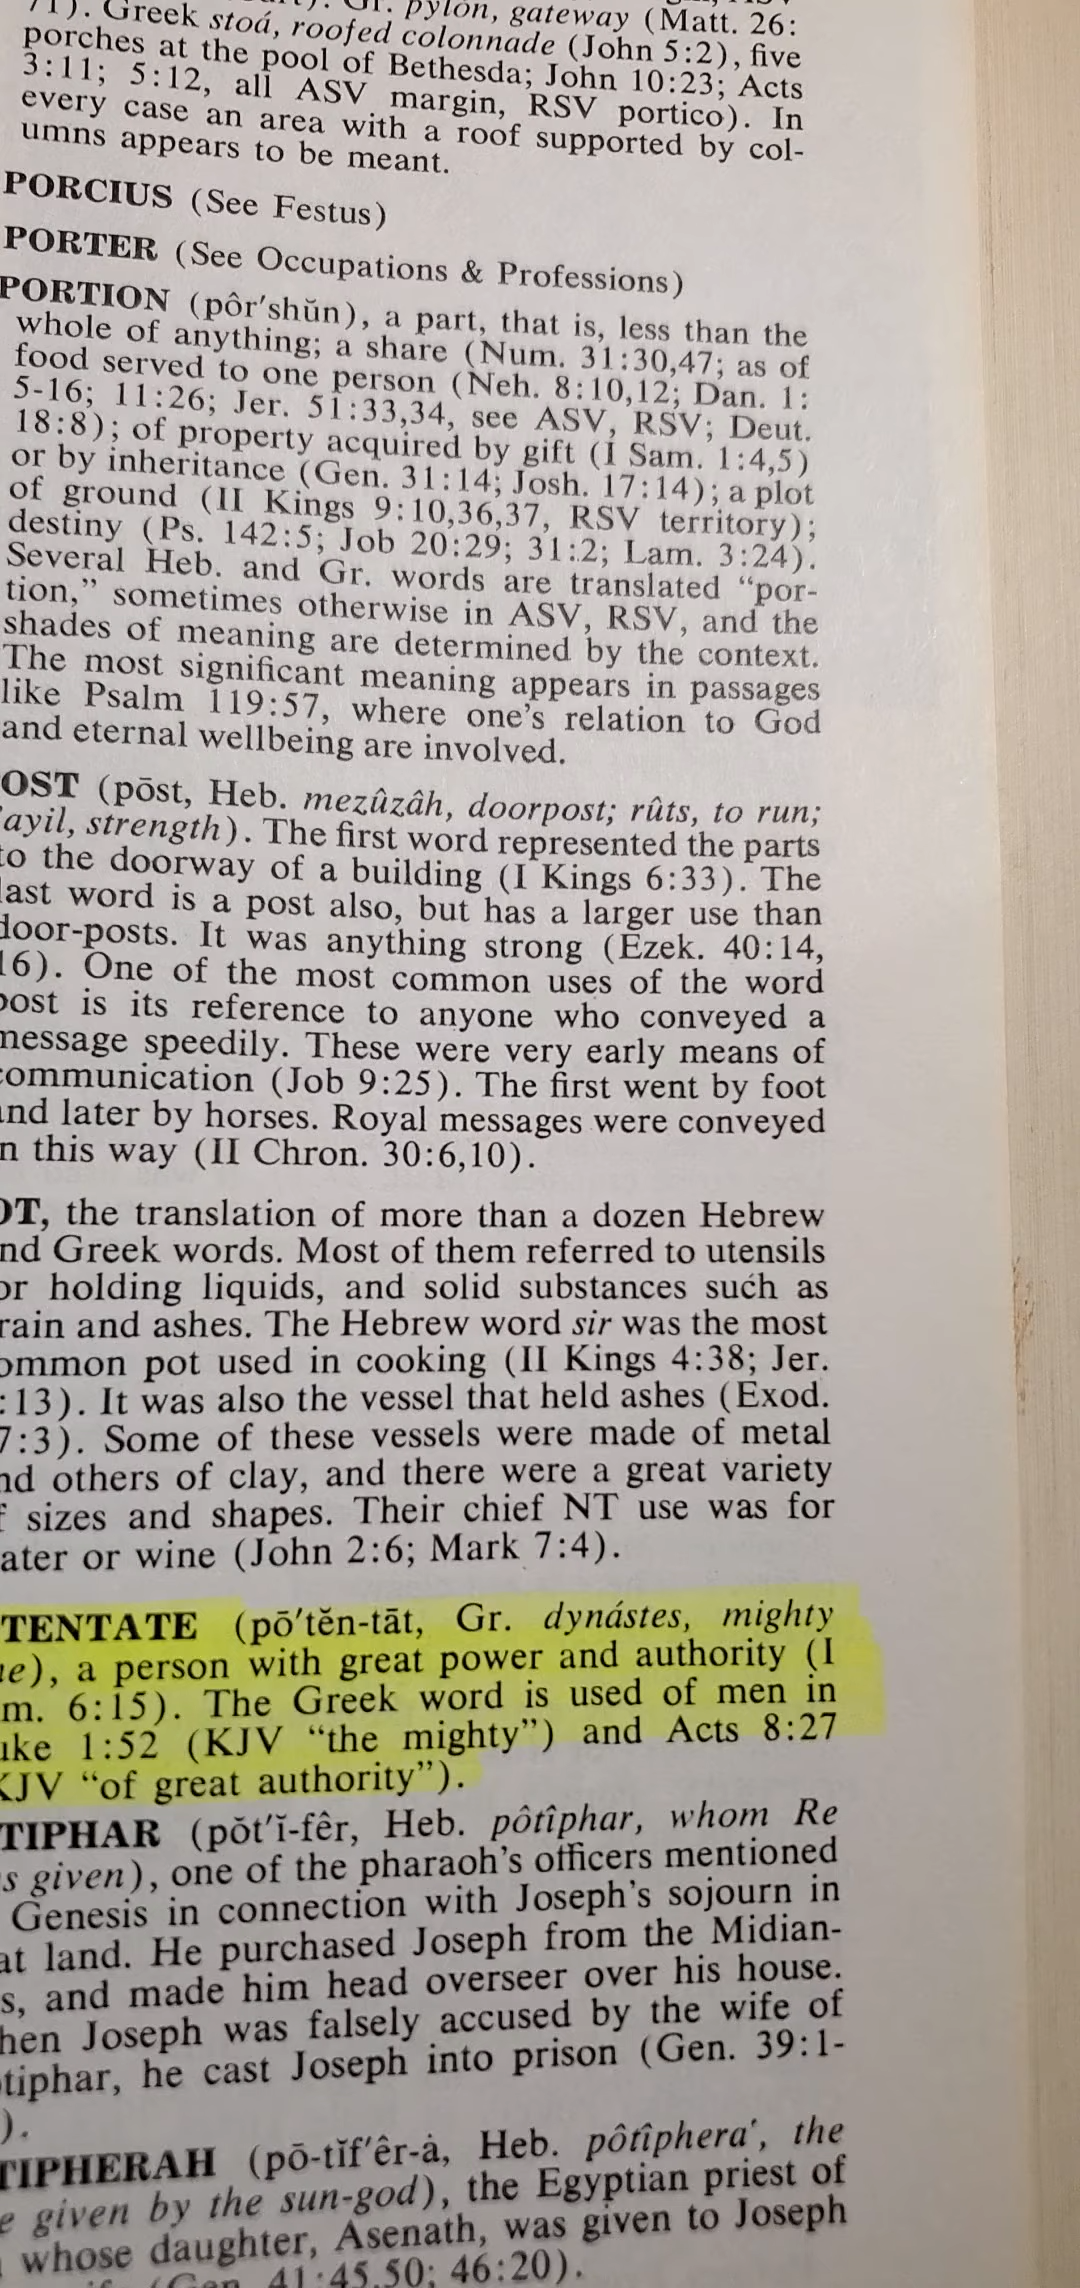 71). Greek stoá, roofed colonnade (John 5:2), five
pylōn, gateway (Matt. 26:
porches at the pool of Bethesda; John 10:23; Acts
3:11; 5:12, all ASV margin, RSV portico). In
every case an area with a roof supported by col-
umns appears to be meant.
PORCIUS (See Festus)
PORTER (See Occupations & Professions)
PORTION (pôr'shŭn), a part, that is, less than the
whole of anything; a share (Num. 31:30,47; as of
food served to one person (Neh. 8:10,12; Dan. 1:
5-16; 11:26; Jer. 51:33,34, see ASV, RSV; Deut.
18:8); of property acquired by gift (I Sam. 1:4,5)
or by inheritance (Gen. 31:14; Josh. 17:14); a plot
of ground (II Kings 9:10,36,37, RSV territory);
destiny (Ps. 142:5; Job 20:29; 31:2; Lam. 3:24).
Several Heb. and Gr. words are translated “por-
tion,” sometimes otherwise in ASV, RSV, and the
shades of meaning are determined by the context.
The most significant meaning appears in passages
like Psalm 119:57, where one's relation to God
and eternal wellbeing are involved.
OST (pōst, Heb. mezûzâh, doorpost; rûts, to run;
'ayil, strength). The first word represented the parts
to the doorway of a building (I Kings 6:33). The
last word is a post also, but has a larger use than
door-posts. It was anything strong (Ezek. 40:14,
16). One of the most common uses of the word
post is its reference to anyone who conveyed a
message speedily. These were very early means of
communication (Job 9:25). The first went by foot
and later by horses. Royal messages were conveyed
n this way (II Chron. 30:6,10).
OT, the translation of more than a dozen Hebrew
nd Greek words. Most of them referred to utensils
or holding liquids, and solid substances such as
rain and ashes. The Hebrew word sir was the most
ommon pot used in cooking (II Kings 4:38; Jer.
:13). It was also the vessel that held ashes (Exod.
7:3). Some of these vessels were made of metal
nd others of clay, and there were a great variety
f sizes and shapes. Their chief NT use was for
ater or wine (John 2:6; Mark 7:4).
TENTATE (pō'tĕn-tāt, Gr. dynástes, mighty
ne), a person with great power and authority (I
m. 6:15). The Greek word is used of men in
uke 1:52 (KJV “the mighty”) and Acts 8:27
KJV “of great authority”).
TIPHAR (pŏt'ĭ-fêr, Heb. pôtîphar, whom Re
s given), one of the pharaoh's officers mentioned
Genesis in connection with Joseph's sojourn in
at land. He purchased Joseph from the Midian-
s, and made him head overseer over his house.
hen Joseph was falsely accused by the wife of
tiphar, he cast Joseph into prison (Gen. 39:1-
).
TIPHERAH (pō-tĭf'êr-ȧ, Heb. pôtîphera‘, the
e given by the sun-god), the Egyptian priest of
whose daughter, Asenath, was given to Joseph
(Gen. 41:45,50; 46:20).